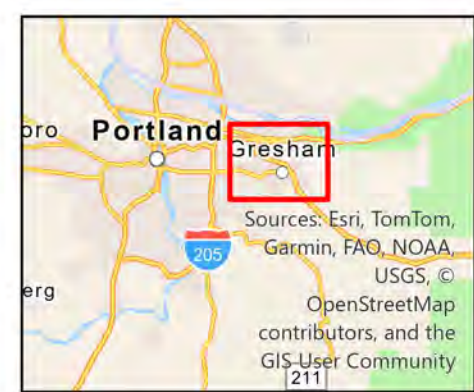 oro
Portland
Gresham
Sources: Esri, TomTom,
Garmin, FAO, NOAA,
205
USGS, ©
erg
OpenStreetMap
contributors, and the
GIS User Community
211